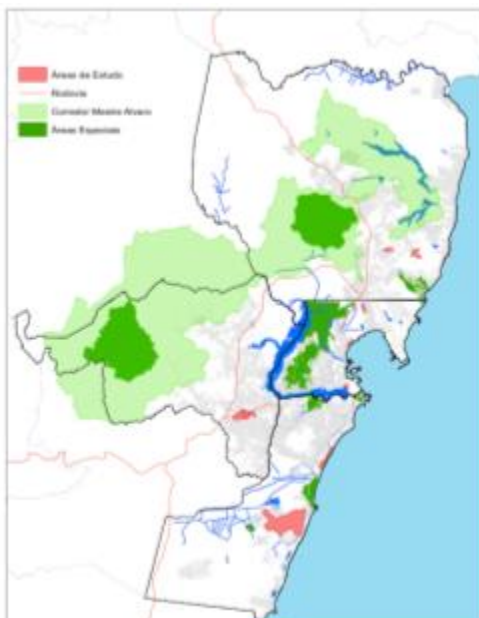 Áreas de Estudo
Rodovia
Corredor Mestre Álvaro
Áreas Especiais